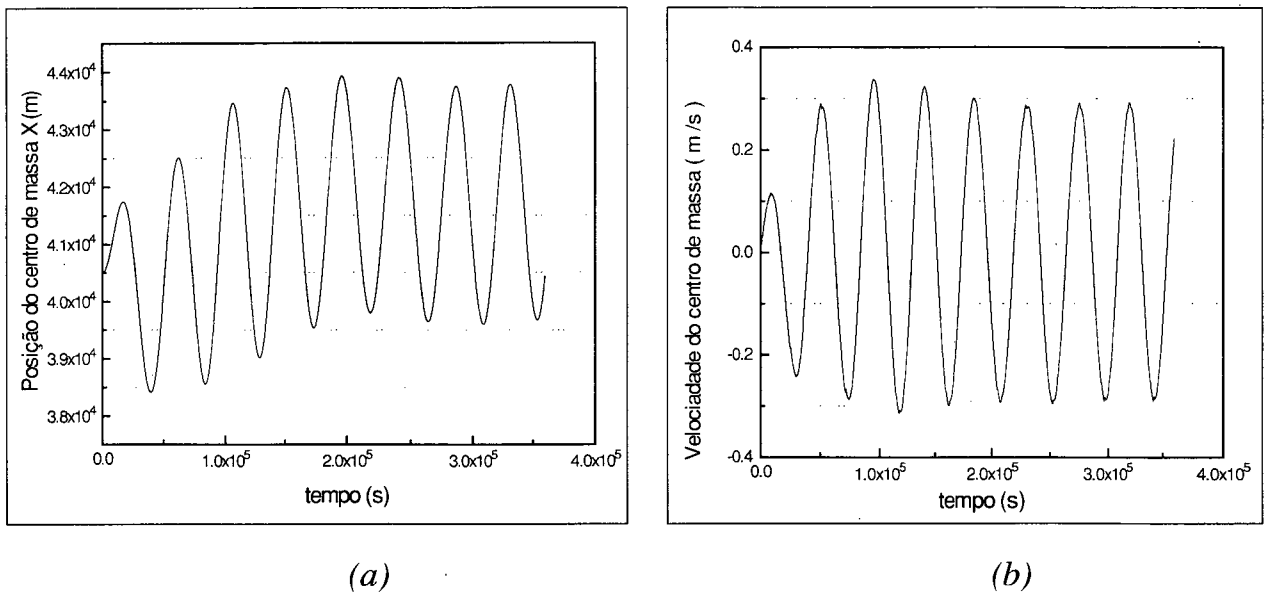 4.4x10⁴
4.3x10⁴
4.2x10⁴
4.1x10⁴
4.0x10⁴
3.9x10⁴
3.8x10⁴
Posição do centro de massa X (m)
0.0
1.0x10⁵
2.0x10⁵
3.0x10⁵
4.0x10⁵
tempo (s)
(a)
0.4
0.2
0.0
-0.2
-0.4
Velociadade do centro de massa ( m /s )
0.0
1.0x10⁵
2.0x10⁵
3.0x10⁵
4.0x10⁵
tempo (s)
(b)